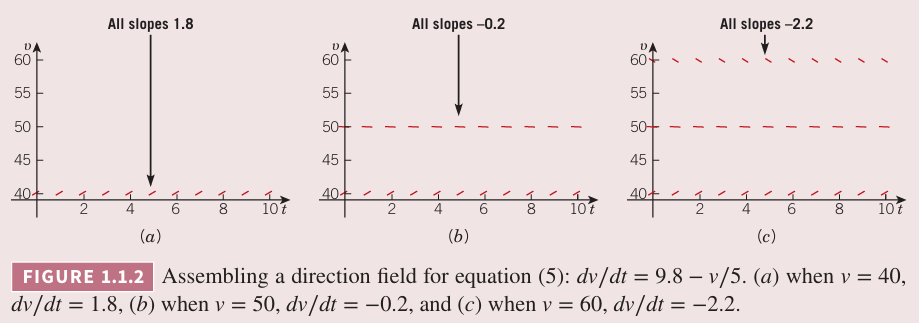 All slopes 1.8
υ
60
55
50
45
40
2 4 6 8 10 t
(a)
All slopes –0.2
υ
60
55
50
45
40
2 4 6 8 10 t
(b)
All slopes –2.2
υ
60
55
50
45
40
2 4 6 8 10 t
(c)
FIGURE 1.1.2 Assembling a direction field for equation (5): dv/dt = 9.8 – v/5. (a) when v = 40,
dv/dt = 1.8, (b) when v = 50, dv/dt = −0.2, and (c) when v = 60, dv/dt = −2.2.